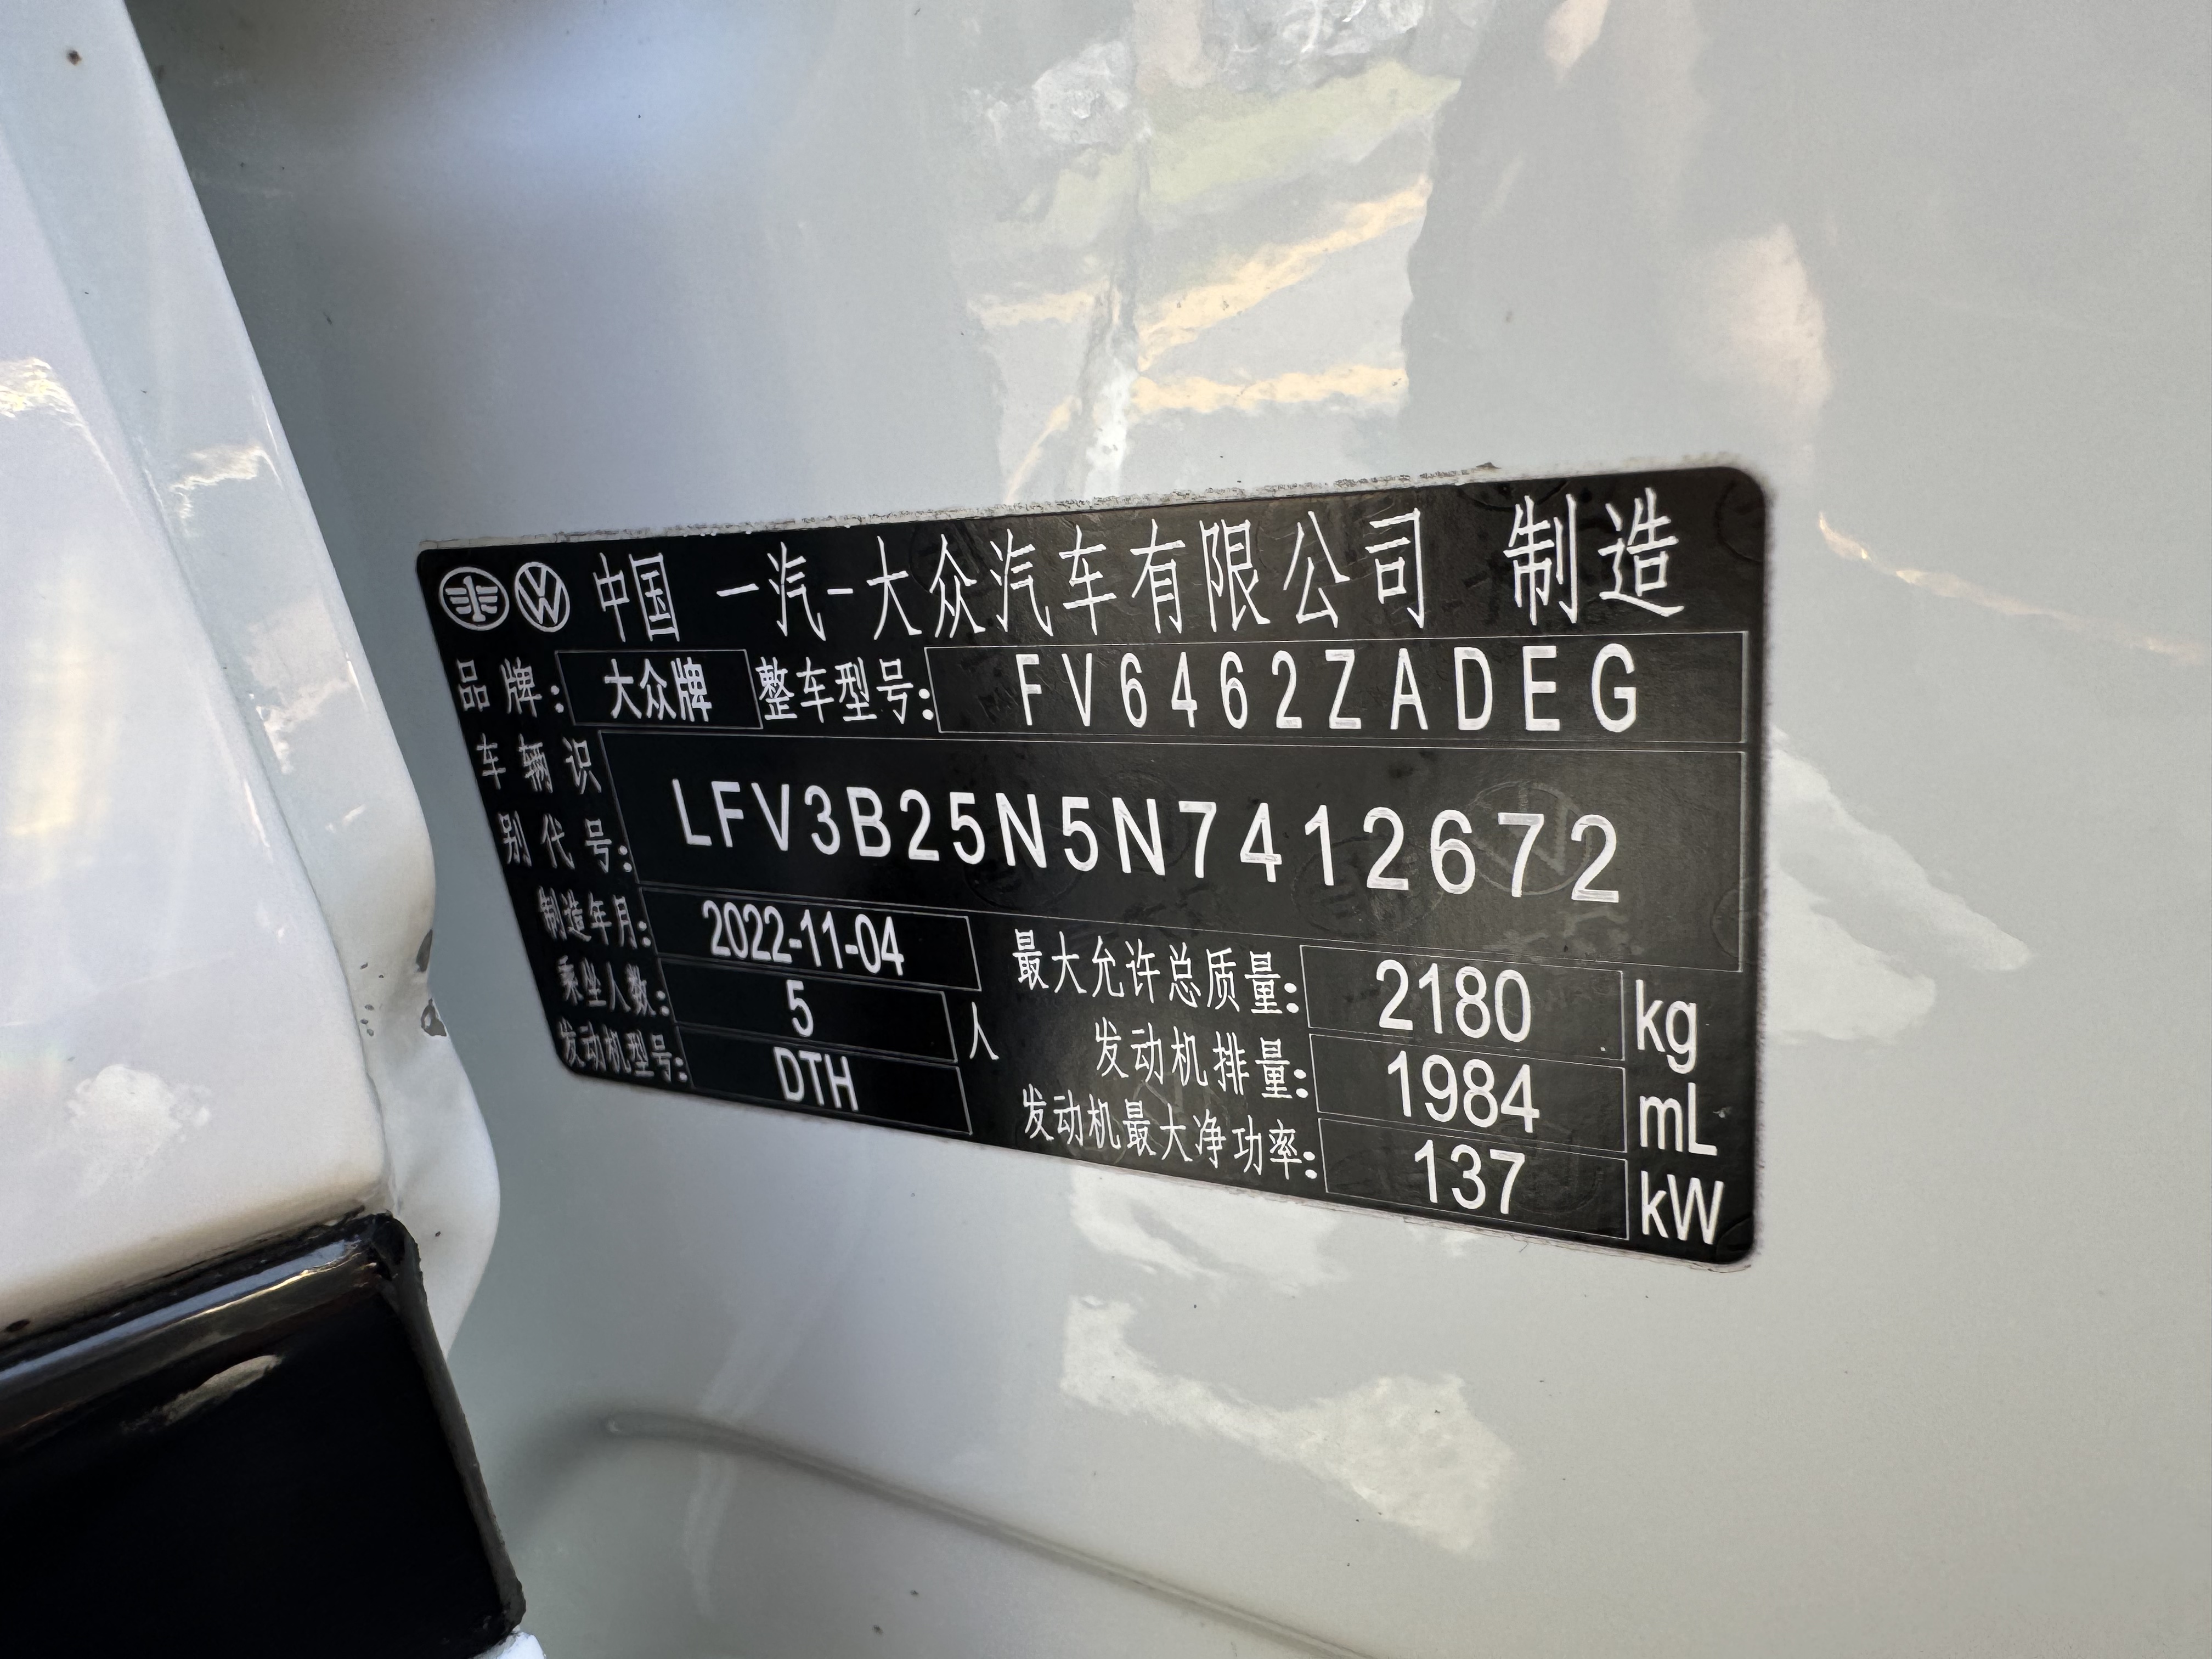 中国 一汽-大众汽车有限公司 制造
品牌: 大众牌 整车型号: FV6462ZADEG
车辆识别代号: LFV3B25N5N7412672
制造年月: 2022-11-04
乘坐人数: 5 人
发动机型号: DTH
最大允许总质量: 2180 kg
发动机排量: 1984 mL
发动机最大净功率: 137 kW